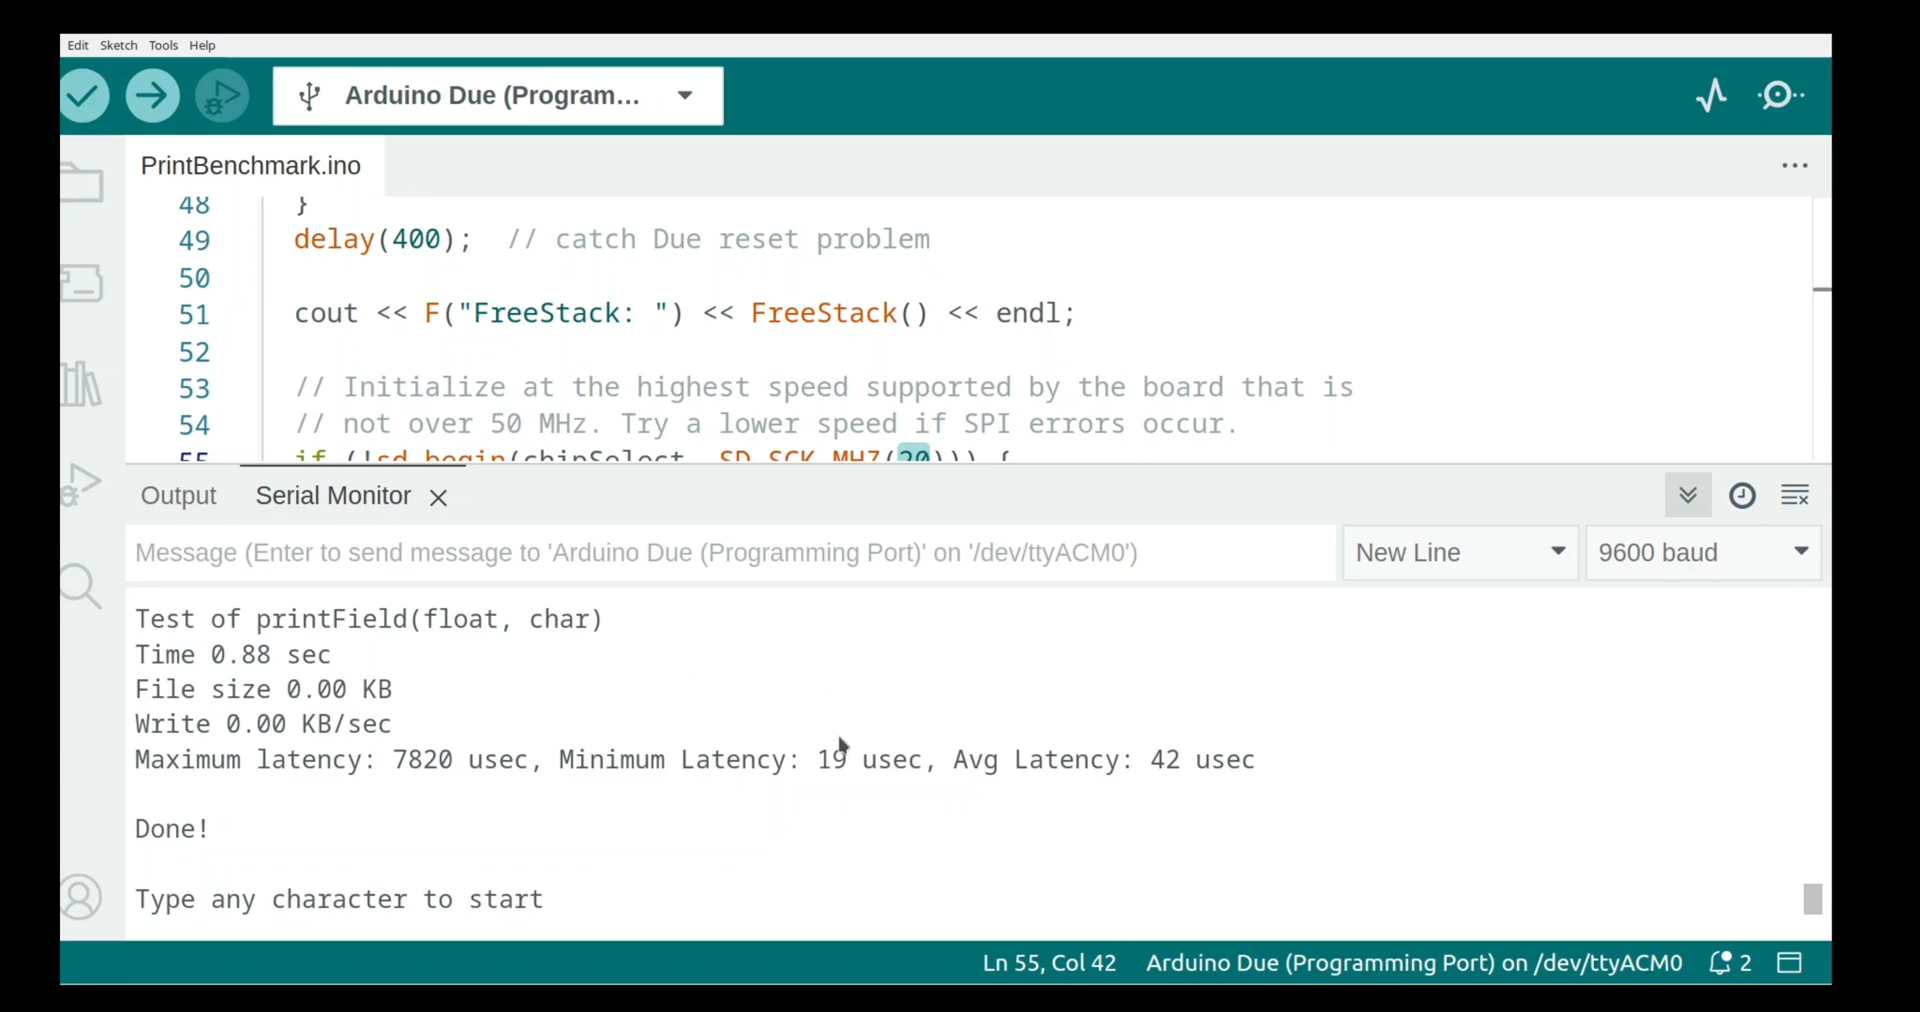 Edit Sketch Tools Help
Arduino Due (Program...
PrintBenchmark.ino
48 }
49 delay(400); // catch Due reset problem
50
51 cout << F("FreeStack: ") << FreeStack() << endl;
52
53 // Initialize at the highest speed supported by the board that is
54 // not over 50 MHz. Try a lower speed if SPI errors occur.
55 if (!sd.begin(chipSelect, SD_SCK_MHZ(20))) {
Output Serial Monitor
Message (Enter to send message to 'Arduino Due (Programming Port)' on '/dev/ttyACM0') New Line 9600 baud
Test of printField(float, char)
Time 0.88 sec
File size 0.00 KB
Write 0.00 KB/sec
Maximum latency: 7820 usec, Minimum Latency: 19 usec, Avg Latency: 42 usec
Done!
Type any character to start
Ln 55, Col 42 Arduino Due (Programming Port) on /dev/ttyACM0 2